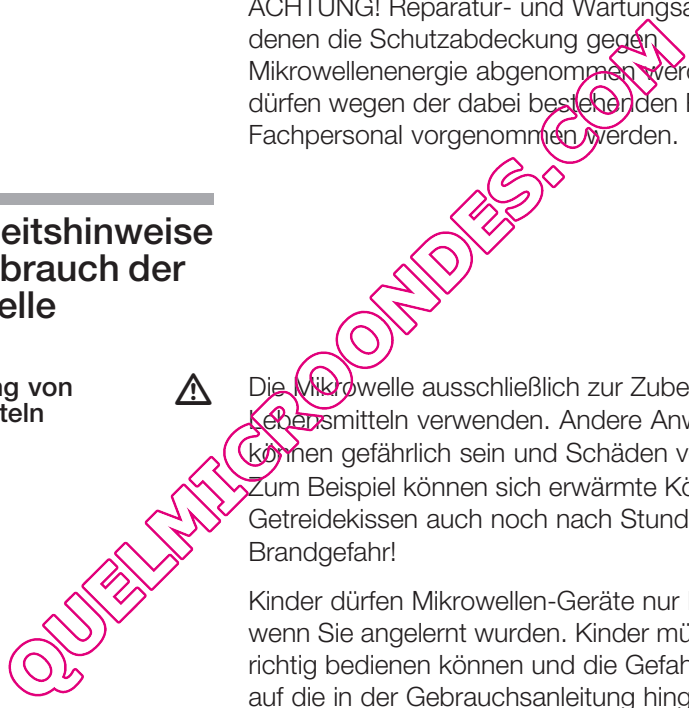 ACHTUNG! Reparatur- und Wartungsa
denen die Schutzabdeckung gegen
Mikrowellenenergie abgenommen werd
dürfen wegen der dabei bestehenden
Fachpersonal vorgenommen werden.
eitshinweise
brauch der
elle
ng von
teln
Die Mikrowelle ausschließlich zur Zube
Lebensmitteln verwenden. Andere Anw
können gefährlich sein und Schäden v
Zum Beispiel können sich erwärmte Kö
Getreidekissen auch noch nach Stund
Brandgefahr!
Kinder dürfen Mikrowellen-Geräte nur
wenn Sie angelernt wurden. Kinder mü
richtig bedienen können und die Gefah
auf die in der Gebrauchsanleitung hing
QUELMICROONDES.COM